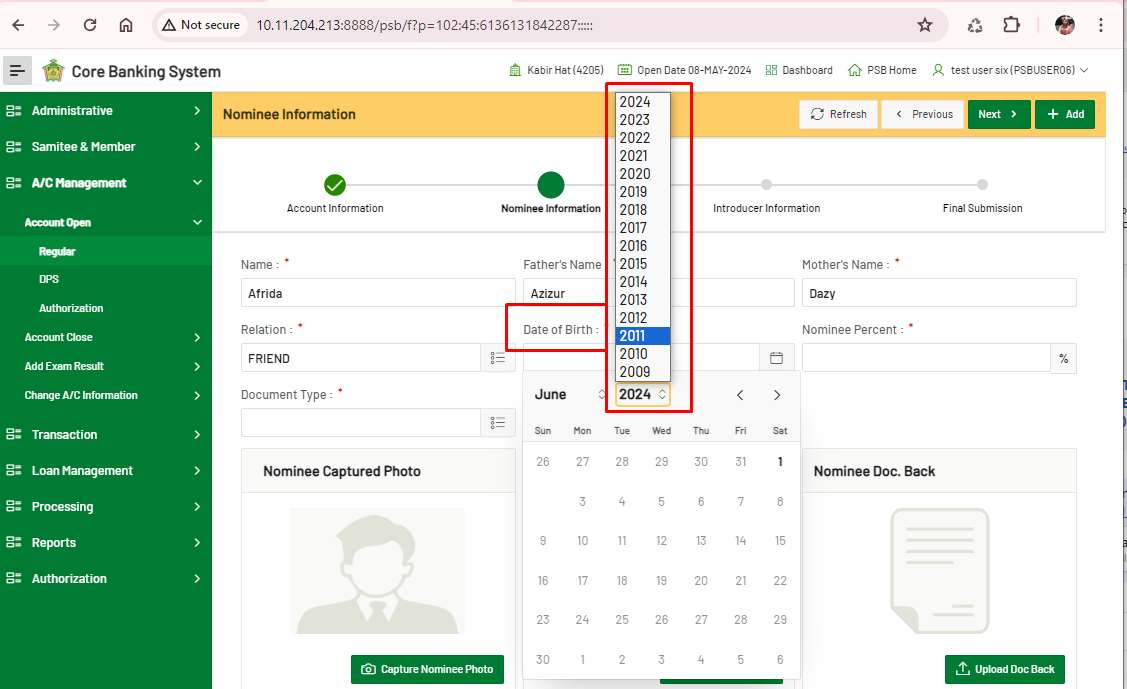 Not secure 10.11.204.213:8888/psb/f?p=102:45:6136131842287:::::
Core Banking System Kabir Hat (4205) Open Date 08-MAY-2024 Dashboard PSB Home test user six (PSBUSER06)
Administrative
Samitee & Member
A/C Management
Account Open
Regular
DPS
Authorization
Account Close
Add Exam Result
Change A/C Information
Transaction
Loan Management
Processing
Reports
Authorization
Nominee Information Refresh Previous Next Add
Account Information Nominee Information Introducer Information Final Submission
Name : * Father's Name Mother's Name : *
Afrida Azizur Dazy
Relation : * Date of Birth : Nominee Percent : *
FRIEND %
Document Type : *
2024
2023
2022
2021
2020
2019
2018
2017
2016
2015
2014
2013
2012
2011
2010
2009
June 2024
Sun Mon Tue Wed Thu Fri Sat
26 27 28 29 30 31 1
3 4 5 6 7 8
9 10 11 12 13 14 15
16 17 18 19 20 21 22
23 24 25 26 27 28 29
30 1 2 3 4 5 6
Nominee Captured Photo Nominee Doc. Back
Capture Nominee Photo Upload Doc Back